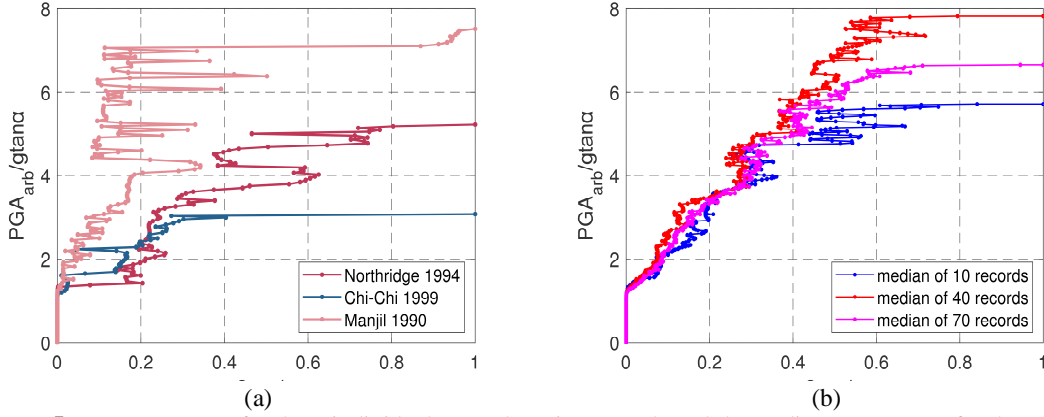 8
6
4
2
0
PGAarb/gtanα
0
0.2
0.4
0.6
0.8
1
Northridge 1994
Chi-Chi 1999
Manjil 1990
(a)
8
6
4
2
0
PGAarb/gtanα
0
0.2
0.4
0.6
0.8
1
median of 10 records
median of 40 records
median of 70 records
(b)